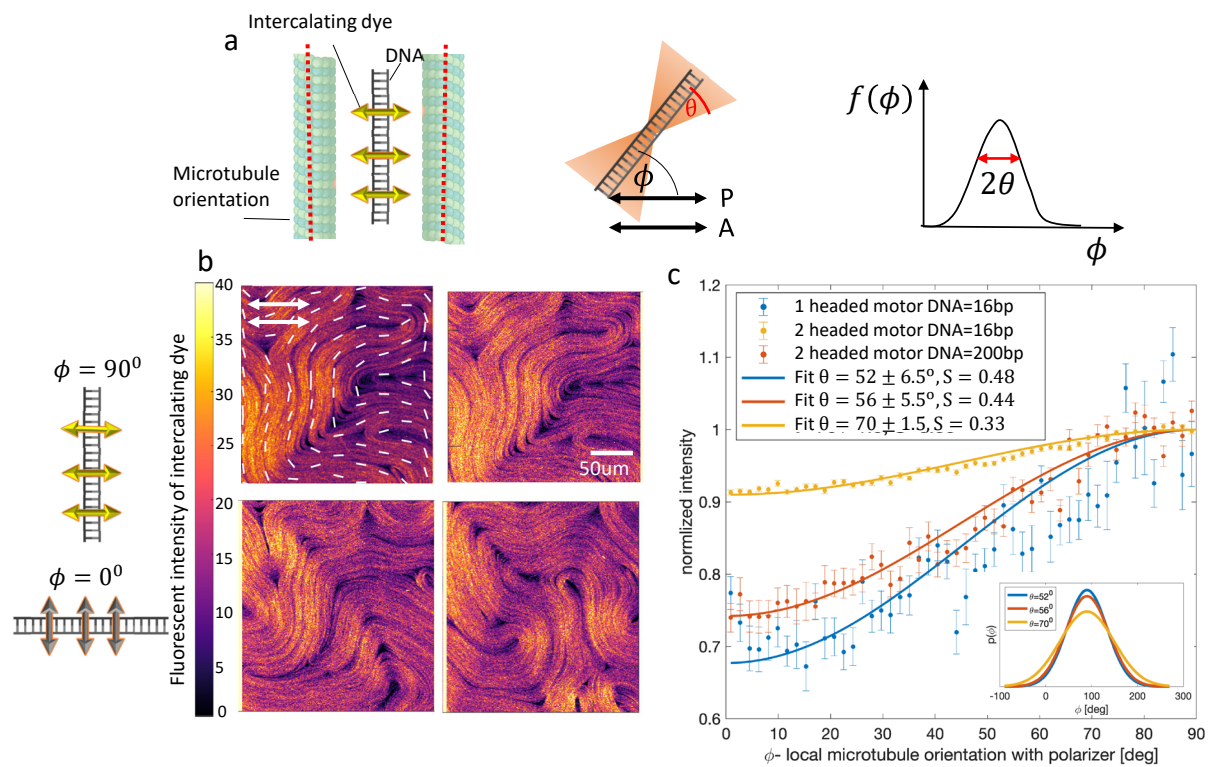 a
Intercalating dye
DNA
Microtubule
orientation
θ
ϕ
P
A
f(ϕ)
2θ
ϕ
b
Fluorescent intensity of intercalating dye
40
35
30
25
20
15
10
5
0
ϕ = 90⁰
ϕ = 0⁰
50um
c
normlized intensity
1.2
1.1
1.0
0.9
0.8
0.7
0.6
1 headed motor DNA=16bp
2 headed motor DNA=16bp
2 headed motor DNA=200bp
Fit θ = 52 ± 6.5⁰, S = 0.48
Fit θ = 56 ± 5.5⁰, S = 0.44
Fit θ = 70 ± 1.5, S = 0.33
θ=52⁰
θ=56⁰
θ=70⁰
p(ϕ)
-100 0 100 200 300
ϕ [deg]
0 10 20 30 40 50 60 70 80 90
ϕ- local microtubule orientation with polarizer [deg]